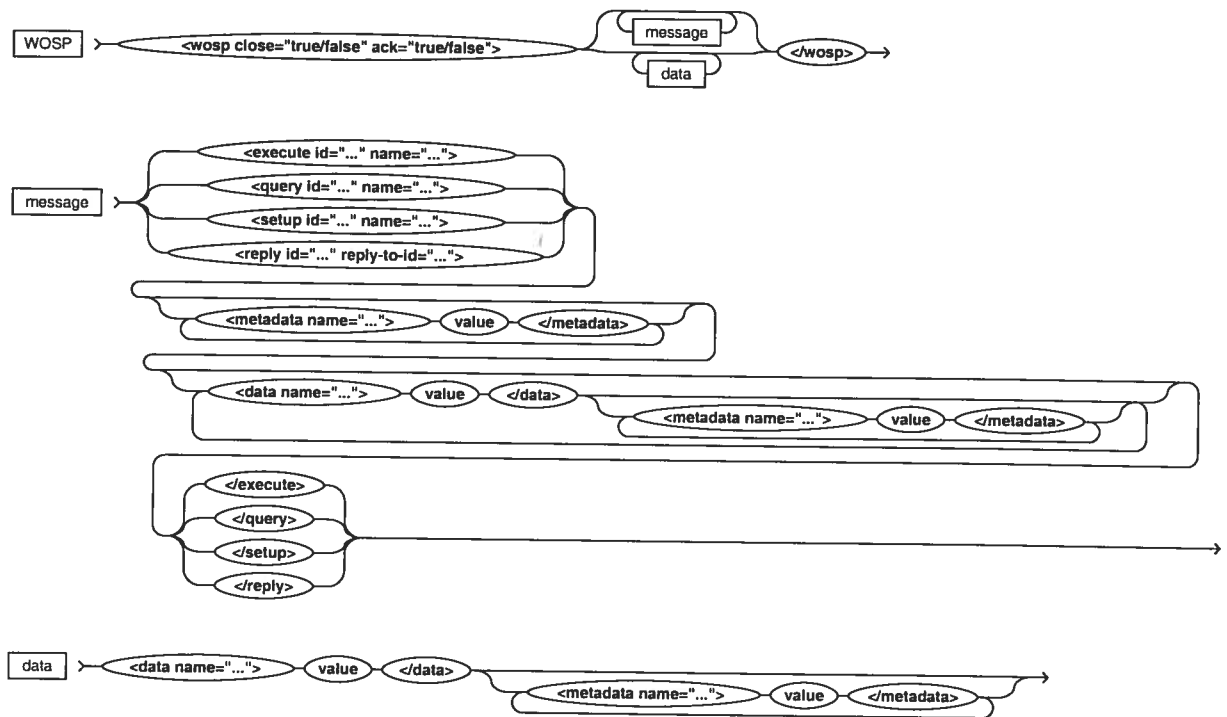 WOSP <wosp close="true/false" ack="true/false"> message </wosp>
data
message <execute id="..." name="...">
<query id="..." name="...">
<setup id="..." name="...">
<reply id="..." reply-to-id="...">
<metadata name="..."> value </metadata>
<data name="..."> value </data>
<metadata name="..."> value </metadata>
</execute>
</query>
</setup>
</reply>
data <data name="..."> value </data>
<metadata name="..."> value </metadata>